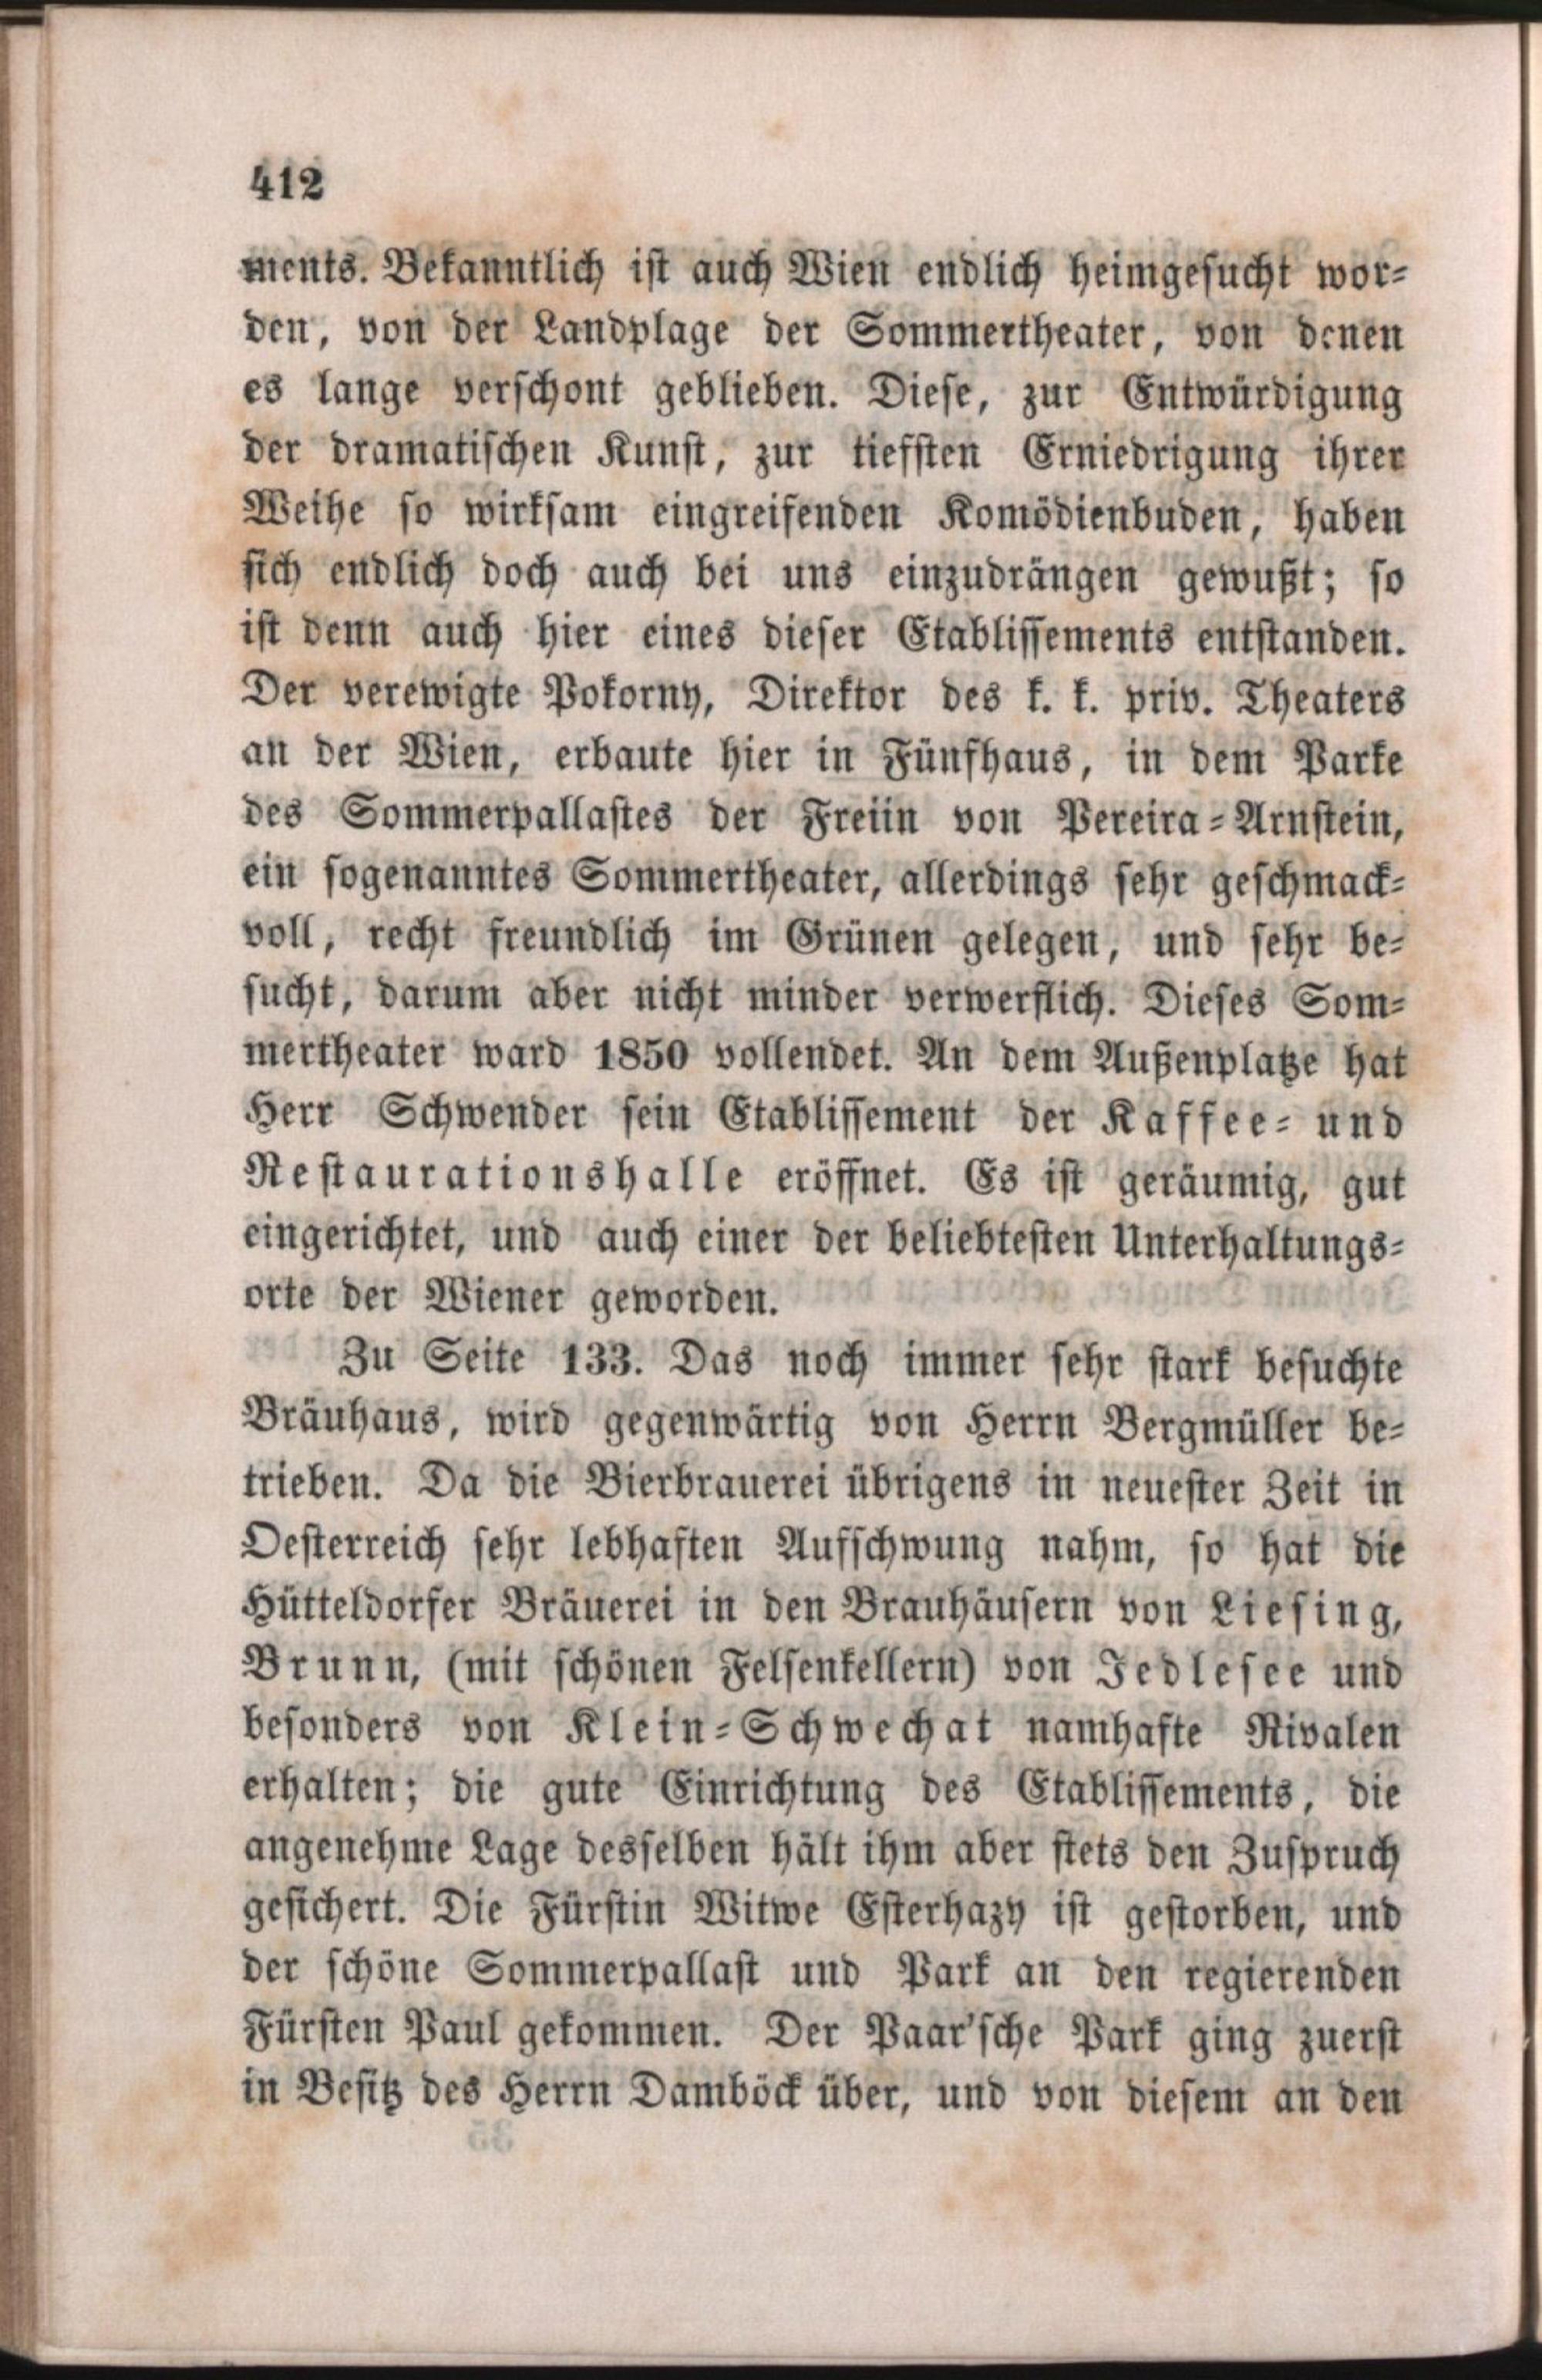 412
ments. Bekanntlich ist auch Wien endlich heimgesucht wor-
den, von der Landplage der Sommertheater, von denen
es lange verschont geblieben. Diese, zur Entwürdigung
der dramatischen Kunst, zur tiefsten Erniedrigung ihrer
Weihe so wirksam eingreifenden Komödienbuden, haben
sich endlich doch auch bei uns einzudrängen gewußt; so
ist denn auch hier eines dieser Etablissements entstanden.
Der verewigte Pokorny, Direktor des k. k. priv. Theaters
an der Wien, erbaute hier in Fünfhaus, in dem Parke
des Sommerpallastes der Freiin von Pereira-Arnstein,
ein sogenanntes Sommertheater, allerdings sehr geschmack-
voll, recht freundlich im Grünen gelegen, und sehr be-
sucht, darum aber nicht minder verwerflich. Dieses Som-
mertheater ward 1850 vollendet. An dem Außenplatze hat
Herr Schwender sein Etablissement der Kaffee- und
Restaurationshalle eröffnet. Es ist geräumig, gut
eingerichtet, und auch einer der beliebtesten Unterhaltungs-
orte der Wiener geworden.
Zu Seite 133. Das noch immer sehr stark besuchte
Bräuhaus, wird gegenwärtig von Herrn Bergmüller be-
trieben. Da die Bierbrauerei übrigens in neuester Zeit in
Oesterreich sehr lebhaften Aufschwung nahm, so hat die
Hütteldorfer Bräuerei in den Brauhäusern von Liesing,
Brunn, (mit schönen Felsenkellern) von Jedlesee und
besonders von Klein-Schwechat namhafte Rivalen
erhalten; die gute Einrichtung des Etablissements, die
angenehme Lage desselben hält ihm aber stets den Zuspruch
gesichert. Die Fürstin Witwe Esterhazy ist gestorben, und
der schöne Sommerpallast und Park an den regierenden
Fürsten Paul gekommen. Der Paar'sche Park ging zuerst
in Besitz des Herrn Damböck über, und von diesem an den